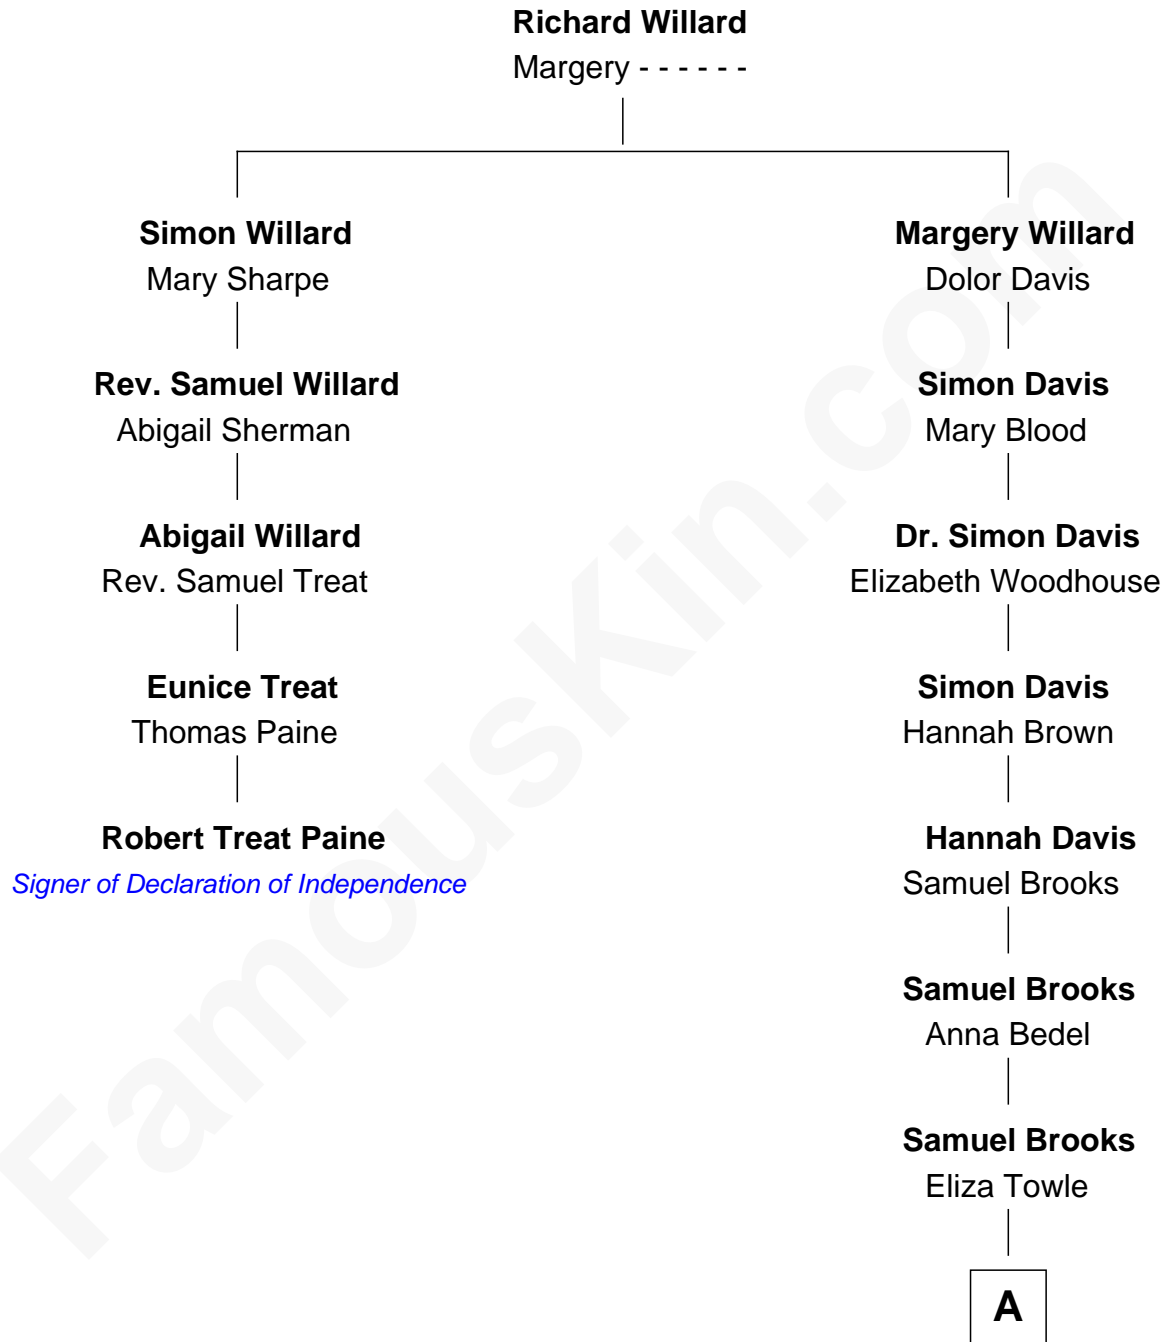 Richard Willard
Margery - - - - - -
Simon Willard
Mary Sharpe
Margery Willard
Dolor Davis
Rev. Samuel Willard
Abigail Sherman
Simon Davis
Mary Blood
Abigail Willard
Rev. Samuel Treat
Dr. Simon Davis
Elizabeth Woodhouse
Eunice Treat
Thomas Paine
Simon Davis
Hannah Brown
Robert Treat Paine
Signer of Declaration of Independence
Hannah Davis
Samuel Brooks
Samuel Brooks
Anna Bedel
Samuel Brooks
Eliza Towle
A
FamousKin.com